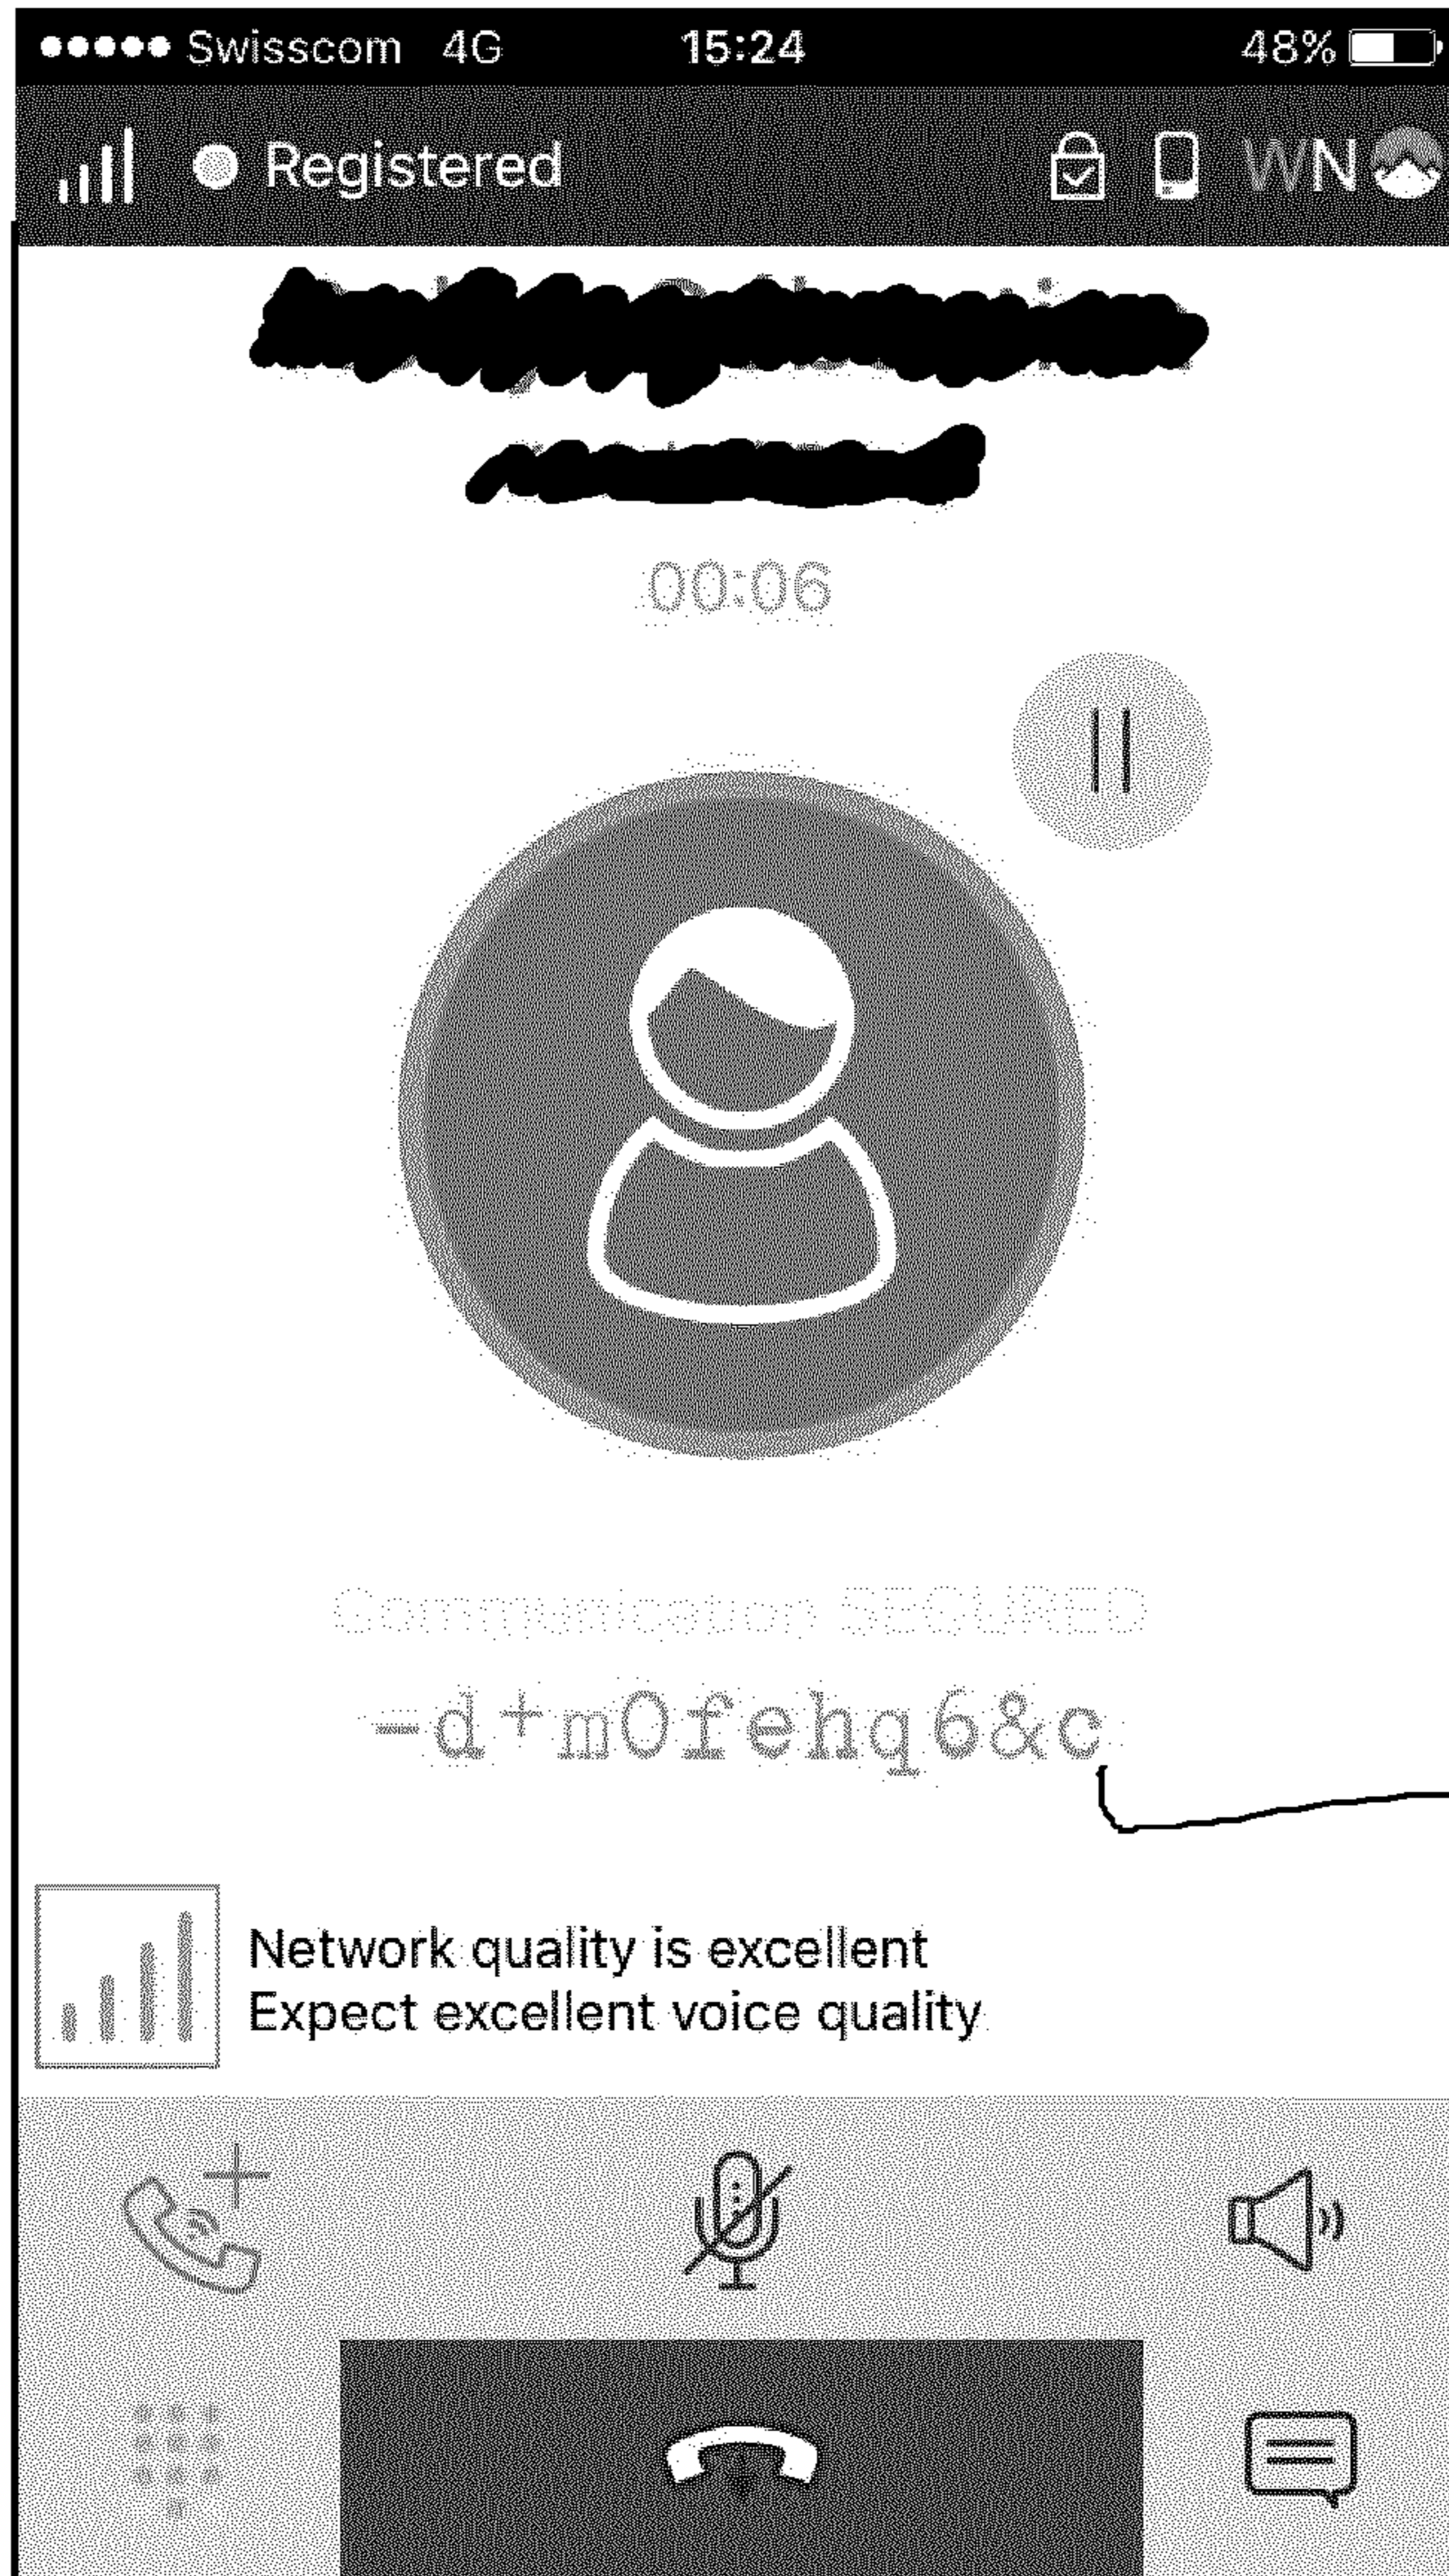 Swisscom 4G 15:24 48%
Registered WN
00:06
Communication SECURED
-d+m0fehq6&c
Network quality is excellent
Expect excellent voice quality